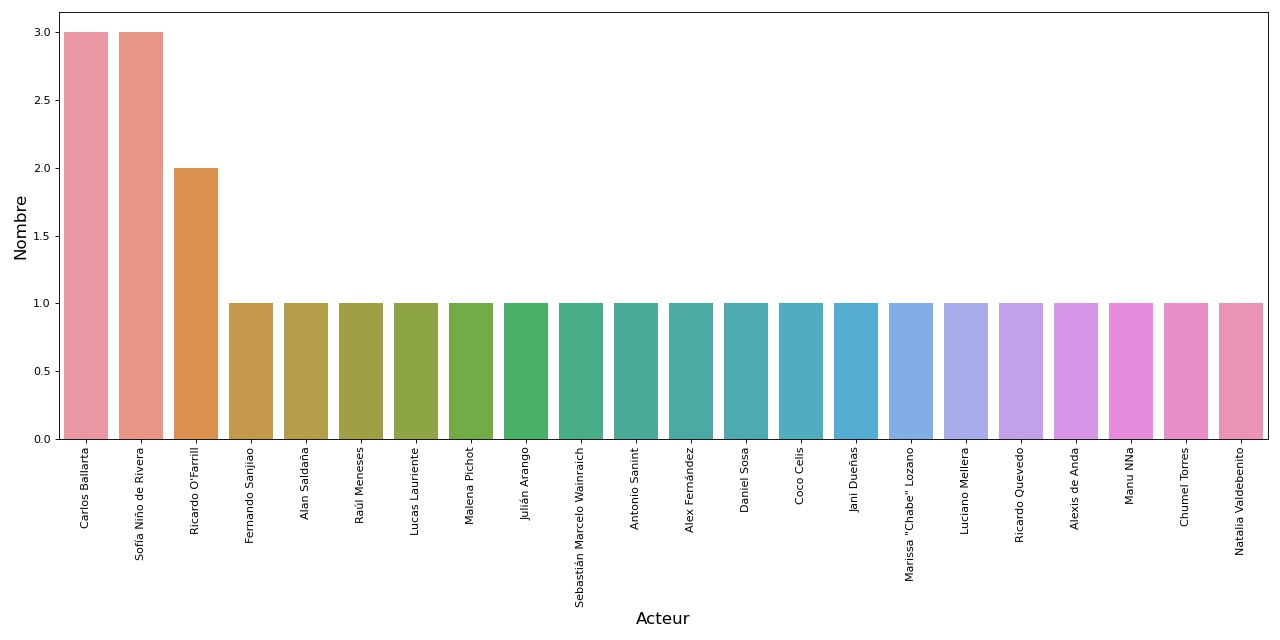 Nombre
3.0
2.5
2.0
1.5
1.0
0.5
0.0
Carlos Ballarta
Sofía Niño de Rivera
Ricardo O'Farrill
Fernando Sanjiao
Alan Saldaña
Raúl Meneses
Lucas Lauriente
Malena Pichot
Julián Arango
Sebastián Marcelo Wainraich
Antonio Sanint
Alex Fernández
Daniel Sosa
Coco Celis
Jani Dueñas
Marissa "Chabe" Lozano
Luciano Mellera
Ricardo Quevedo
Alexis de Anda
Manu NNa
Chumel Torres
Natalia Valdebenito
Acteur